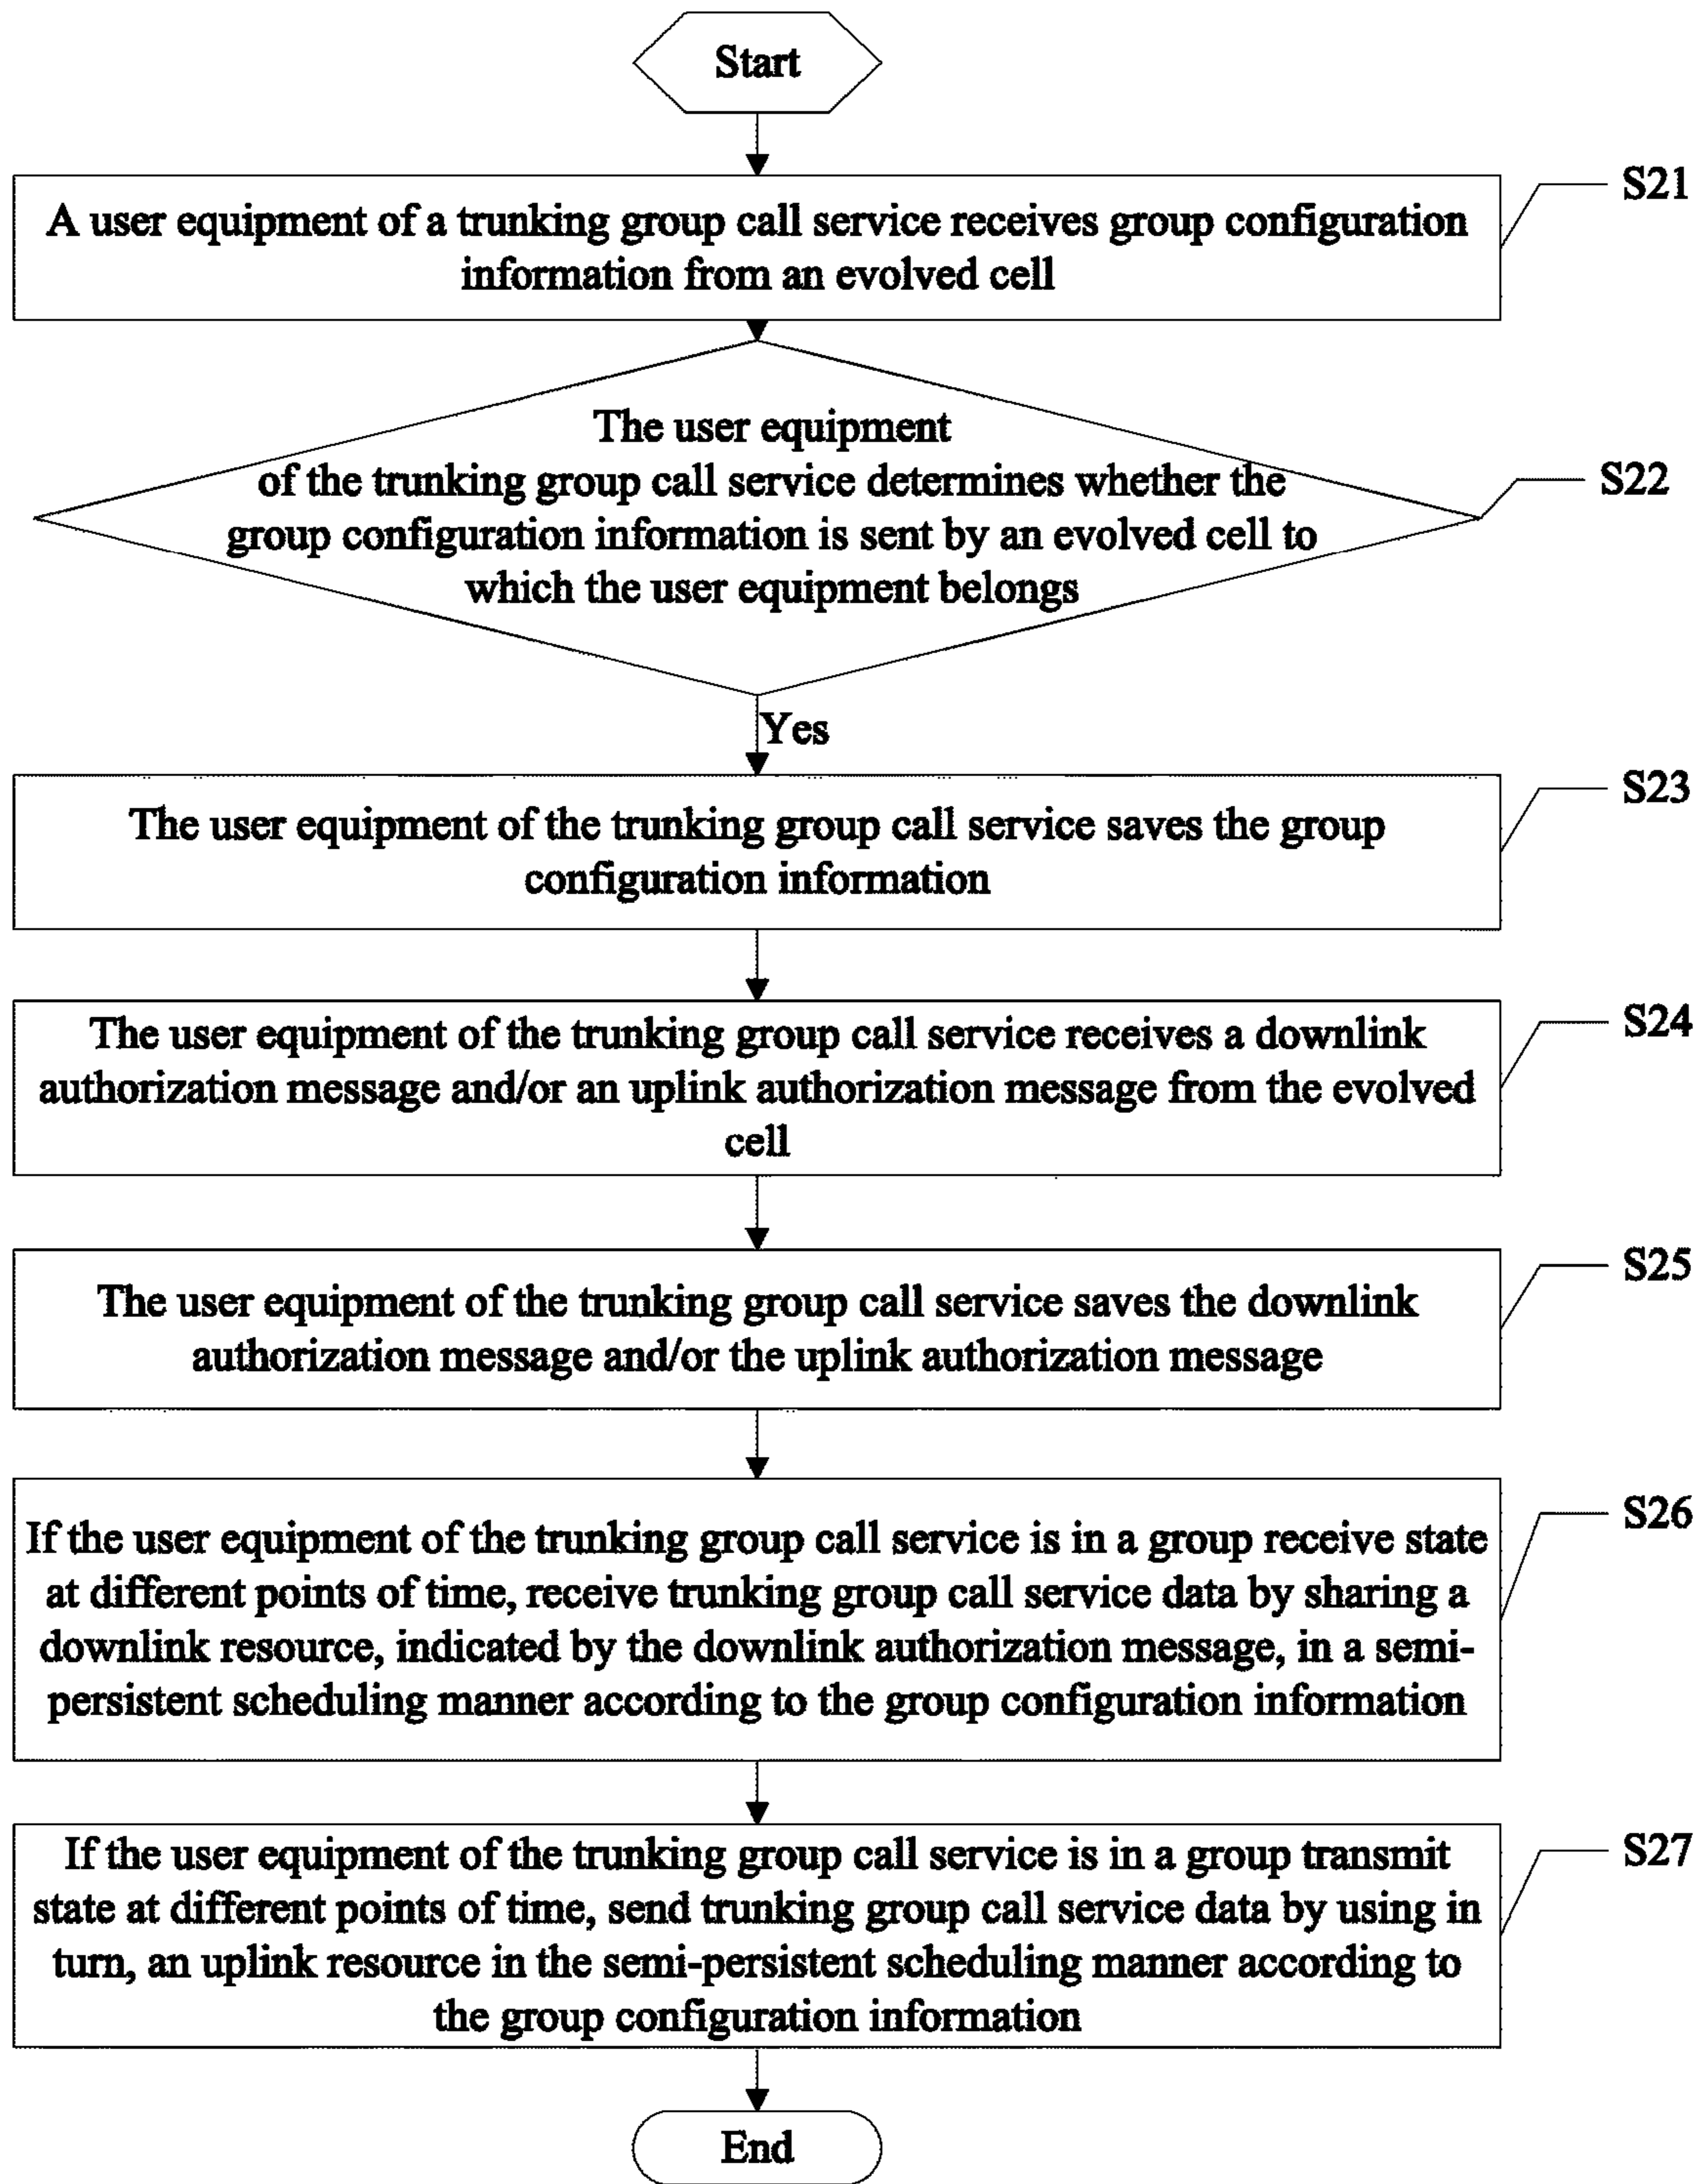 Start
A user equipment of a trunking group call service receives group configuration
information from an evolved cell
S21
The user equipment
of the trunking group call service determines whether the
group configuration information is sent by an evolved cell to
which the user equipment belongs
S22
Yes
The user equipment of the trunking group call service saves the group
configuration information
S23
The user equipment of the trunking group call service receives a downlink
authorization message and/or an uplink authorization message from the evolved
cell
S24
The user equipment of the trunking group call service saves the downlink
authorization message and/or the uplink authorization message
S25
If the user equipment of the trunking group call service is in a group receive state
at different points of time, receive trunking group call service data by sharing a
downlink resource, indicated by the downlink authorization message, in a semi-
persistent scheduling manner according to the group configuration information
S26
If the user equipment of the trunking group call service is in a group transmit
state at different points of time, send trunking group call service data by using in
turn, an uplink resource in the semi-persistent scheduling manner according to
the group configuration information
S27
End